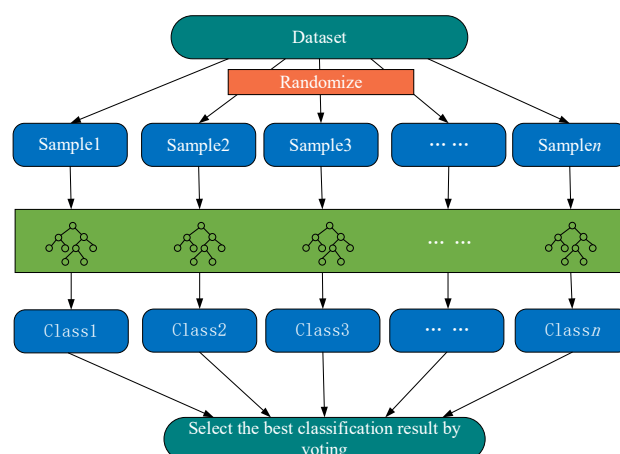 Dataset
Randomize
Sample1
Sample2
Sample3
... ...
Samplen
... ...
Class1
Class2
Class3
... ...
Classn
Select the best classification result by
voting